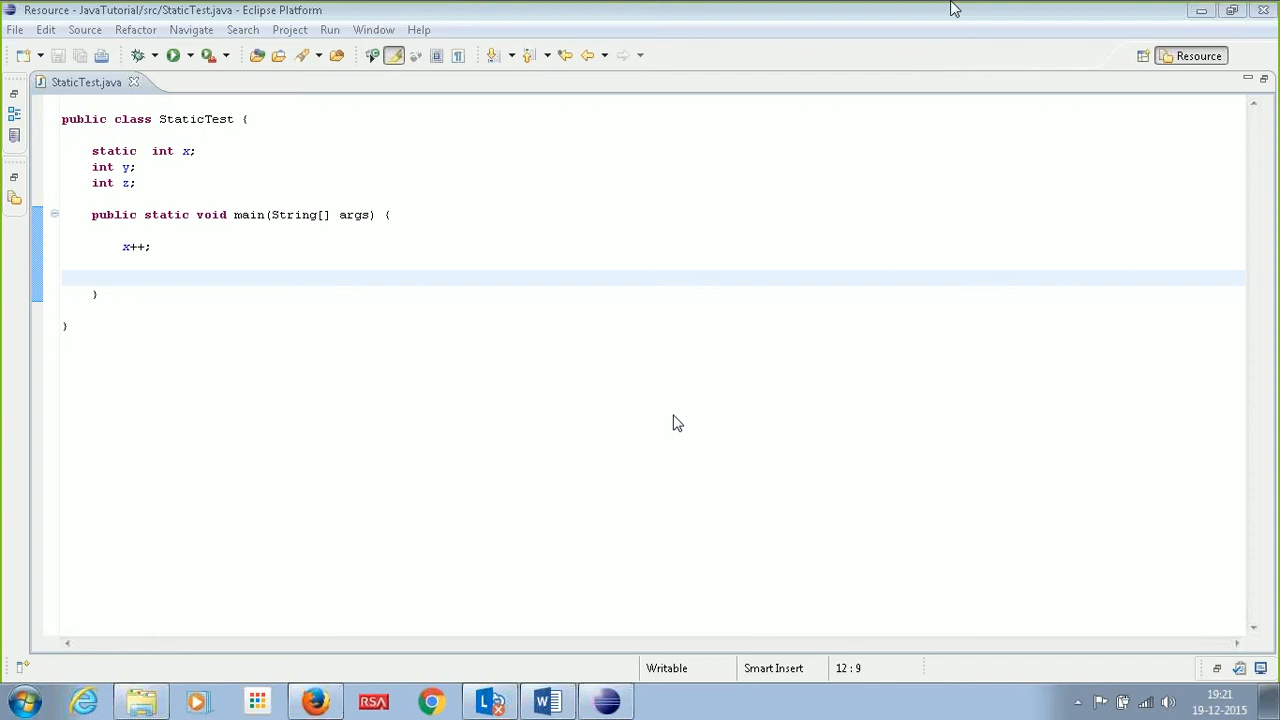 Resource - JavaTutorial/src/StaticTest.java - Eclipse Platform
File Edit Source Refactor Navigate Search Project Run Window Help
Resource
StaticTest.java
public class StaticTest {
static  int x;
int y;
int z;
public static void main(String[] args) {
x++;
}
}
Writable Smart Insert 12 : 9
RSA
19:21
19-12-2015